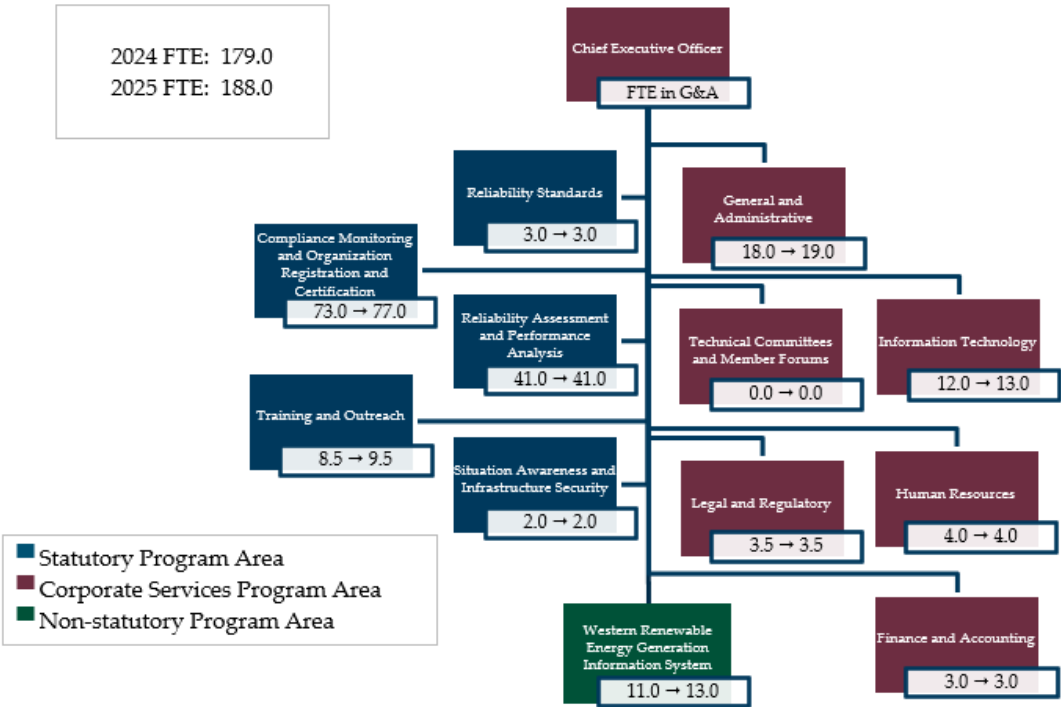 2024 FTE: 179.0
2025 FTE: 188.0
Chief Executive Officer
FTE in G&A
Reliability Standards
3.0 → 3.0
General and
Administrative
18.0 → 19.0
Compliance Monitoring
and Organization
Registration and
Certification
73.0 → 77.0
Reliability Assessment
and Performance
Analysis
41.0 → 41.0
Technical Committees
and Member Forums
0.0 → 0.0
Information Technology
12.0 → 13.0
Training and Outreach
8.5 → 9.5
Situation Awareness and
Infrastructure Security
2.0 → 2.0
Legal and Regulatory
3.5 → 3.5
Human Resources
4.0 → 4.0
Statutory Program Area
Corporate Services Program Area
Non-statutory Program Area
Western Renewable
Energy Generation
Information System
11.0 → 13.0
Finance and Accounting
3.0 → 3.0